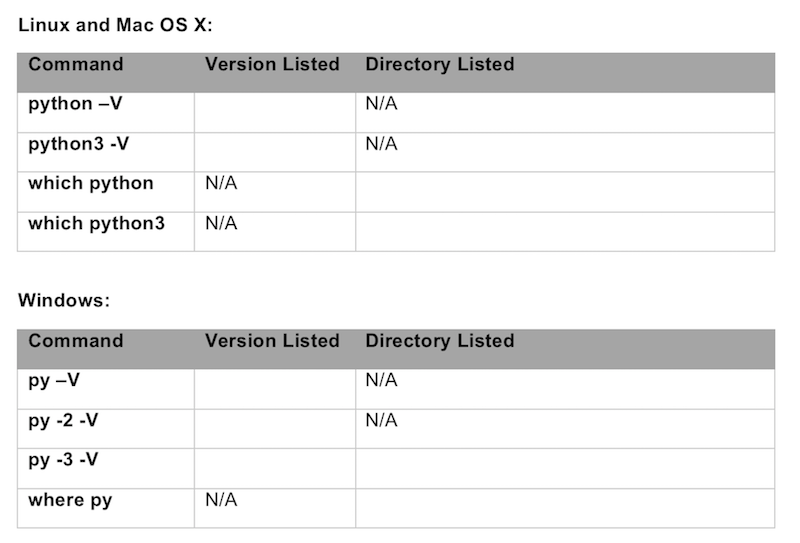 Linux and Mac OS X:
Command Version Listed Directory Listed
python –V N/A
python3 -V N/A
which python N/A
which python3 N/A
Windows:
Command Version Listed Directory Listed
py –V N/A
py -2 -V N/A
py -3 -V
where py N/A